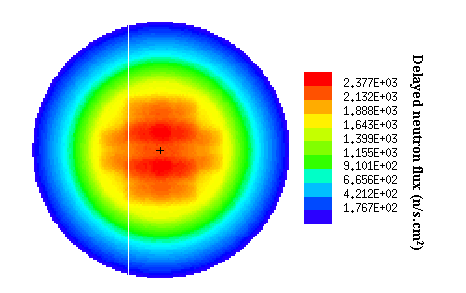 2.377E+03
2.132E+03
1.888E+03
1.643E+03
1.399E+03
1.155E+03
9.101E+02
6.656E+02
4.212E+02
1.767E+02
Delayed neutron flux (n/s.cm²)